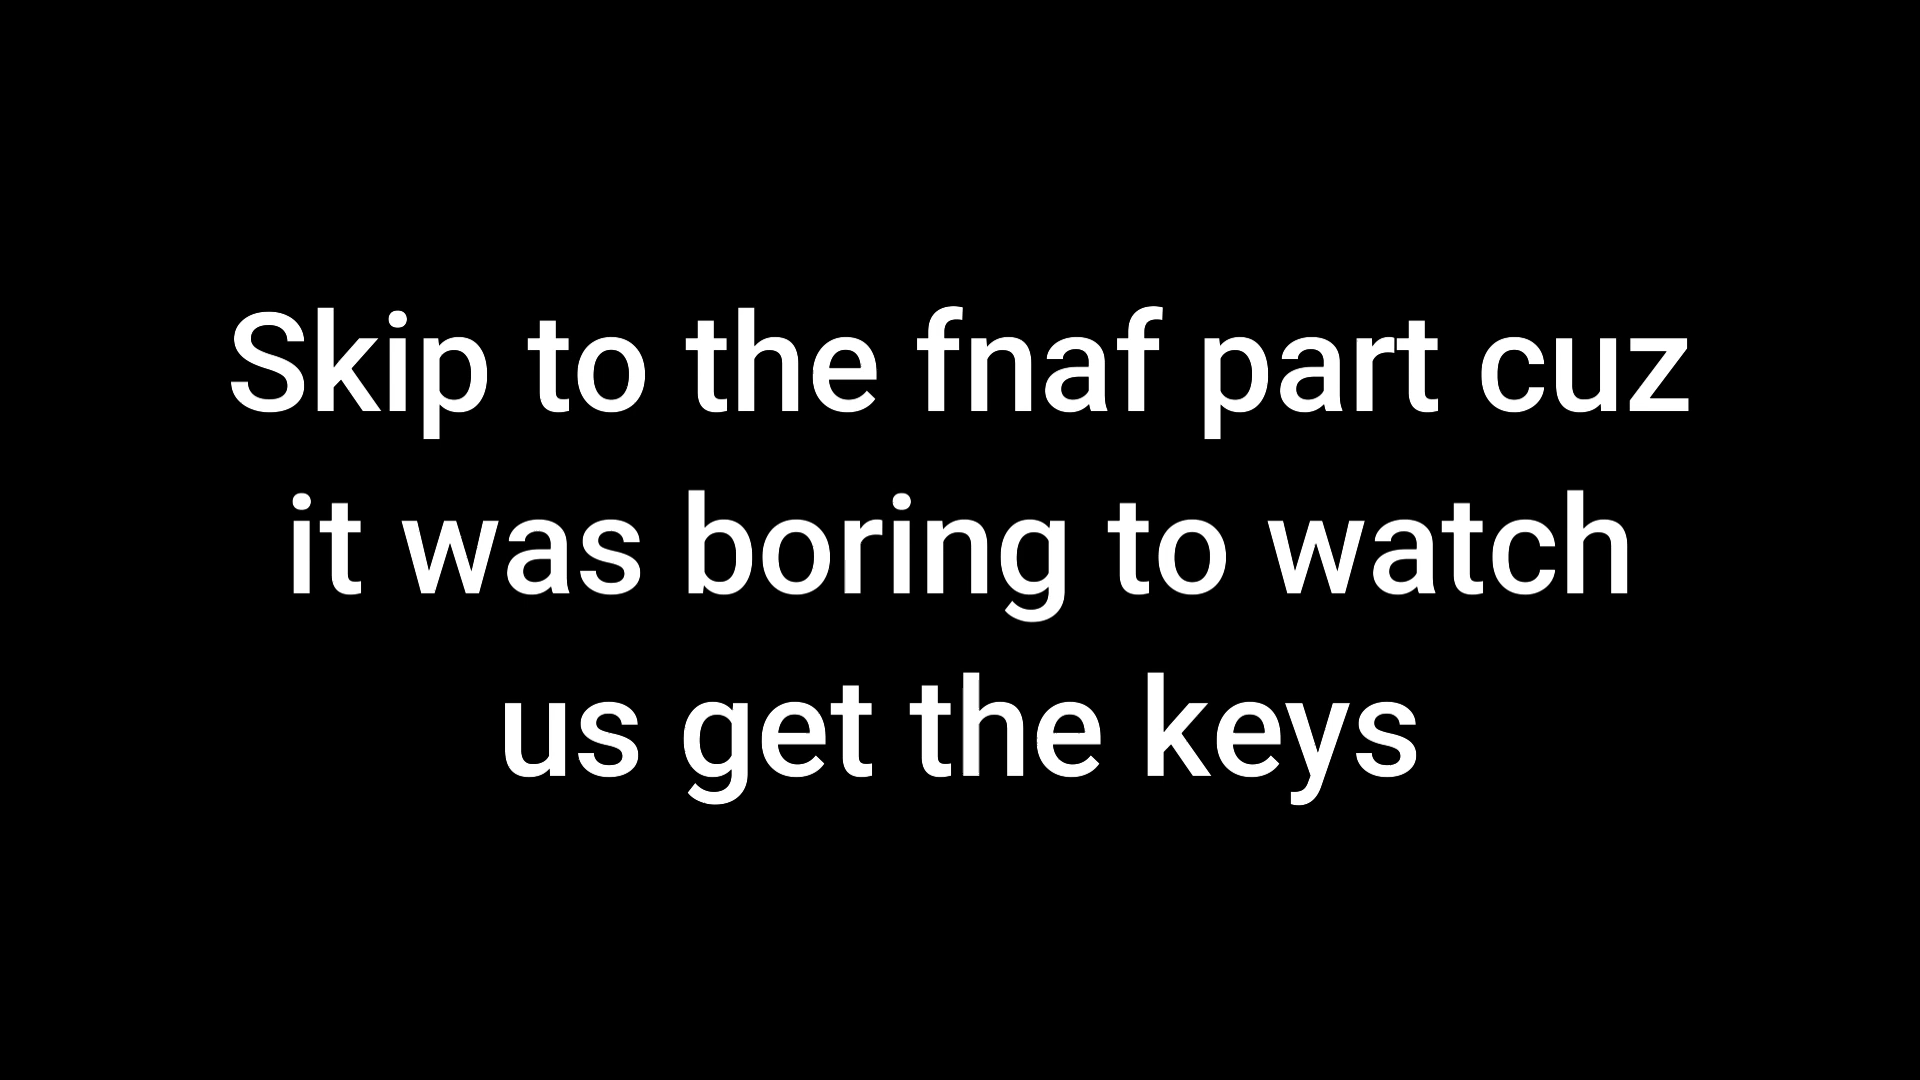 Skip to the fnaf part cuz
it was boring to watch
us get the keys